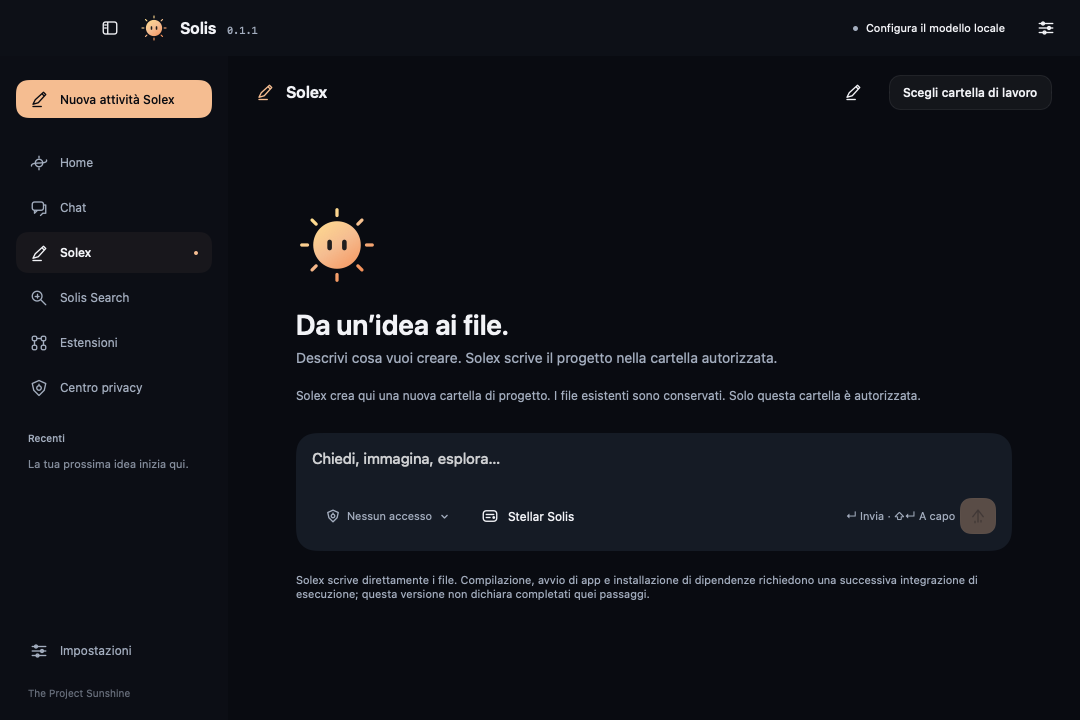 Solis 0.1.1
Configura il modello locale
Nuova attività Solex
Home
Chat
Solex
Solis Search
Estensioni
Centro privacy
Recenti
La tua prossima idea inizia qui.
Impostazioni
The Project Sunshine
Solex
Scegli cartella di lavoro
Da un’idea ai file.
Descrivi cosa vuoi creare. Solex scrive il progetto nella cartella autorizzata.
Solex crea qui una nuova cartella di progetto. I file esistenti sono conservati. Solo questa cartella è autorizzata.
Chiedi, immagina, esplora...
Nessun accesso
Stellar Solis
↵ Invia · ⇧↵ A capo
Solex scrive direttamente i file. Compilazione, avvio di app e installazione di dipendenze richiedono una successiva integrazione di
esecuzione; questa versione non dichiara completati quei passaggi.